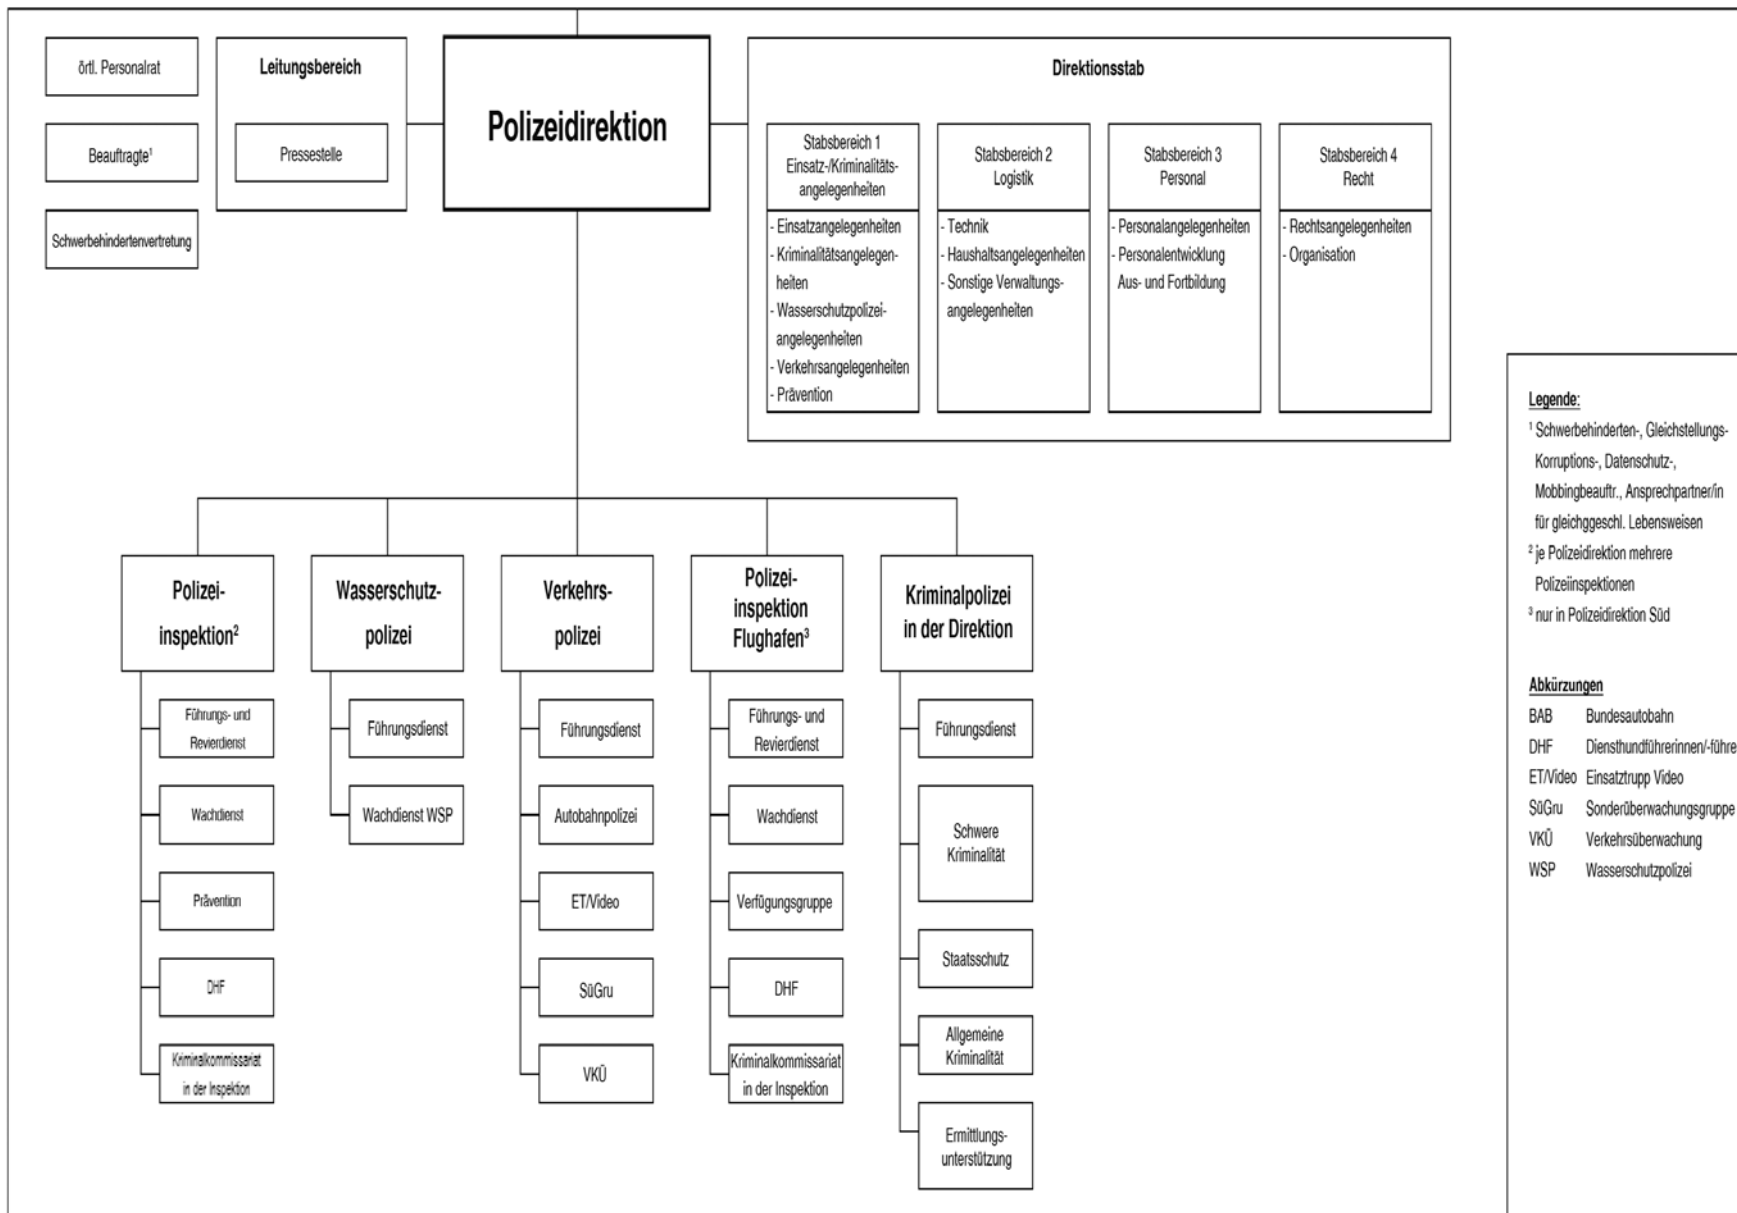 örtl. Personalrat
Beauftragte¹
Schwerbehindertenvertretung
Leitungsbereich
Pressestelle
Polizeidirektion
Direktionsstab
Stabsbereich 1
Einsatz-/Kriminalitäts-
angelegenheiten
- Einsatzangelegenheiten
- Kriminalitätsangelegen-
heiten
- Wasserschutzpolizei-
angelegenheiten
- Verkehrsangelegenheiten
- Prävention
Stabsbereich 2
Logistik
- Technik
- Haushaltsangelegenheiten
- Sonstige Verwaltungs-
angelegenheiten
Stabsbereich 3
Personal
- Personalangelegenheiten
- Personalentwicklung
Aus- und Fortbildung
Stabsbereich 4
Recht
- Rechtsangelegenheiten
- Organisation
Polizei-
inspektion²
Führungs- und
Revierdienst
Wachdienst
Prävention
DHF
Kriminalkommissariat
in der Inspektion
Wasserschutz-
polizei
Führungsdienst
Wachdienst WSP
Verkehrs-
polizei
Führungsdienst
Autobahnpolizei
ET/Video
SüGru
VKÜ
Polizei-
inspektion
Flughafen³
Führungs- und
Revierdienst
Wachdienst
Verfügungsgruppe
DHF
Kriminalkommissariat
in der Inspektion
Kriminalpolizei
in der Direktion
Führungsdienst
Schwere
Kriminalität
Staatsschutz
Allgemeine
Kriminalität
Ermittlungs-
unterstützung
Legende:
¹ Schwerbehinderten-, Gleichstellungs-
Korruptions-, Datenschutz-,
Mobbingbeauftr., Ansprechpartner/in
für gleichggeschl. Lebensweisen
² je Polizeidirektion mehrere
Polizeiinspektionen
³ nur in Polizeidirektion Süd
Abkürzungen
BAB Bundesautobahn
DHF Diensthundführerinnen/-führe
ET/Video Einsatztrupp Video
SüGru Sonderüberwachungsgruppe
VKÜ Verkehrsüberwachung
WSP Wasserschutzpolizei